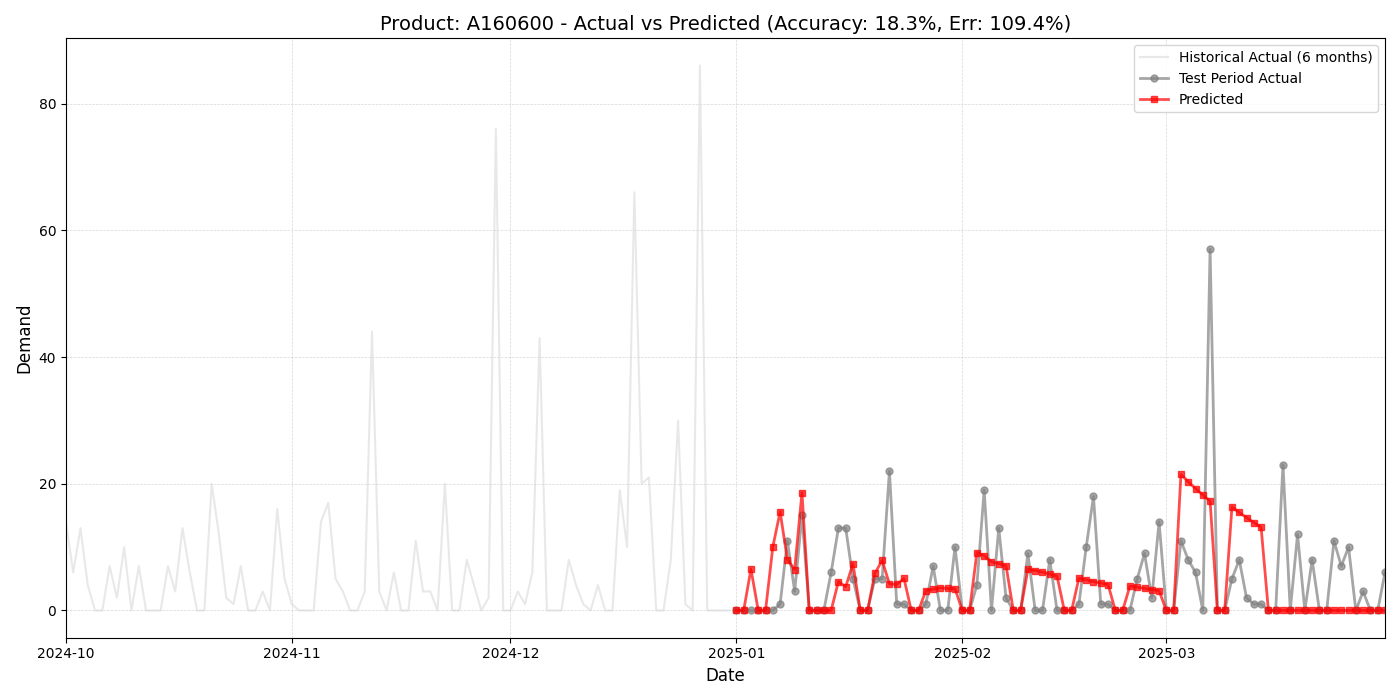 Product: A160600 - Actual vs Predicted (Accuracy: 18.3%, Err: 109.4%)
Historical Actual (6 months)
Test Period Actual
Predicted
Demand
80
60
40
20
0
2024-10
2024-11
2024-12
2025-01
2025-02
2025-03
Date